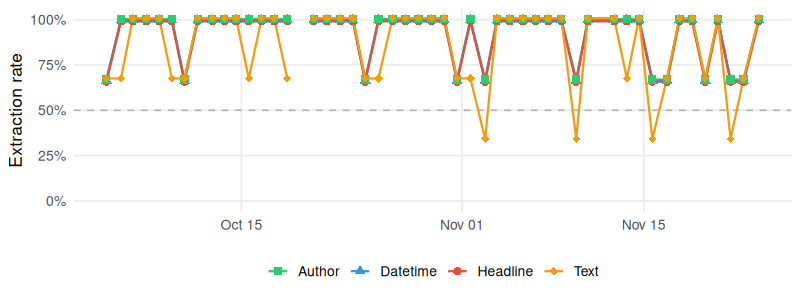 100%
75%
50%
25%
0%
Extraction rate
Oct 15 Nov 01 Nov 15
Author Datetime Headline Text